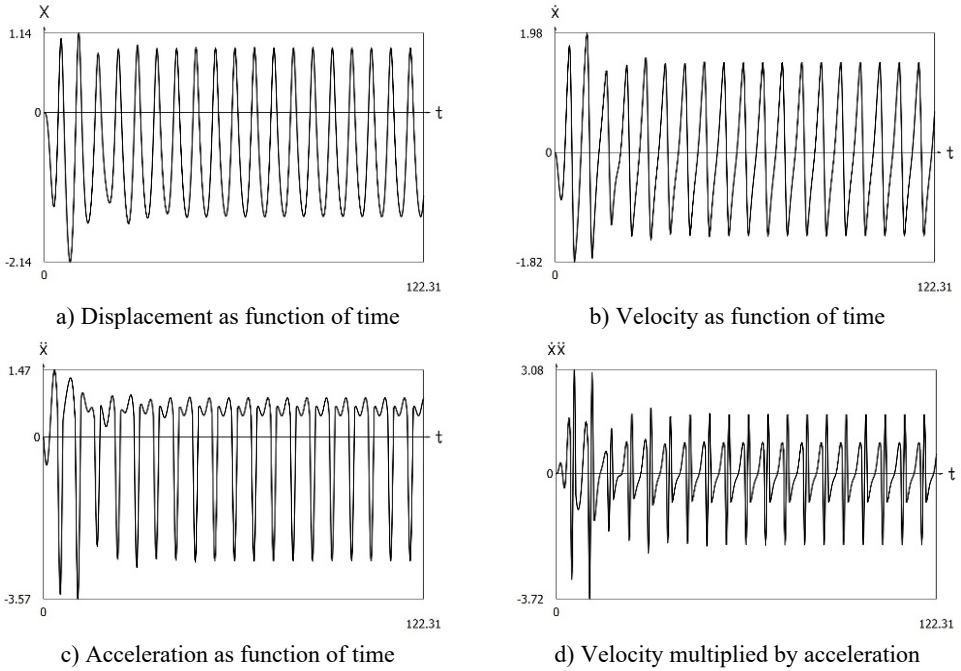 X
1.14
0
t
-2.14
0
122.31
a) Displacement as function of time
ẋ
1.98
0
t
-1.82
0
122.31
b) Velocity as function of time
ẍ
1.47
0
t
-3.57
0
122.31
c) Acceleration as function of time
ẋẍ
3.08
0
t
-3.72
0
122.31
d) Velocity multiplied by acceleration